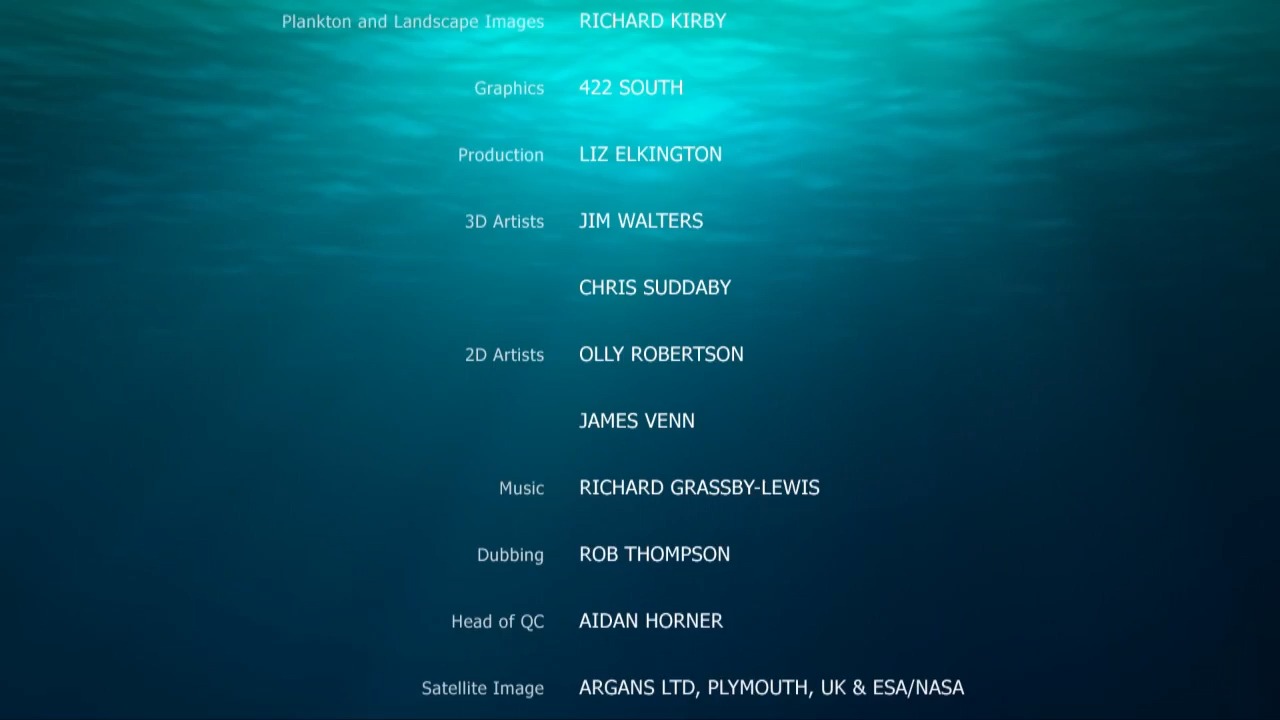 Plankton and Landscape Images RICHARD KIRBY
Graphics 422 SOUTH
Production LIZ ELKINGTON
3D Artists JIM WALTERS
CHRIS SUDDABY
2D Artists OLLY ROBERTSON
JAMES VENN
Music RICHARD GRASSBY-LEWIS
Dubbing ROB THOMPSON
Head of QC AIDAN HORNER
Satellite Image ARGANS LTD, PLYMOUTH, UK & ESA/NASA